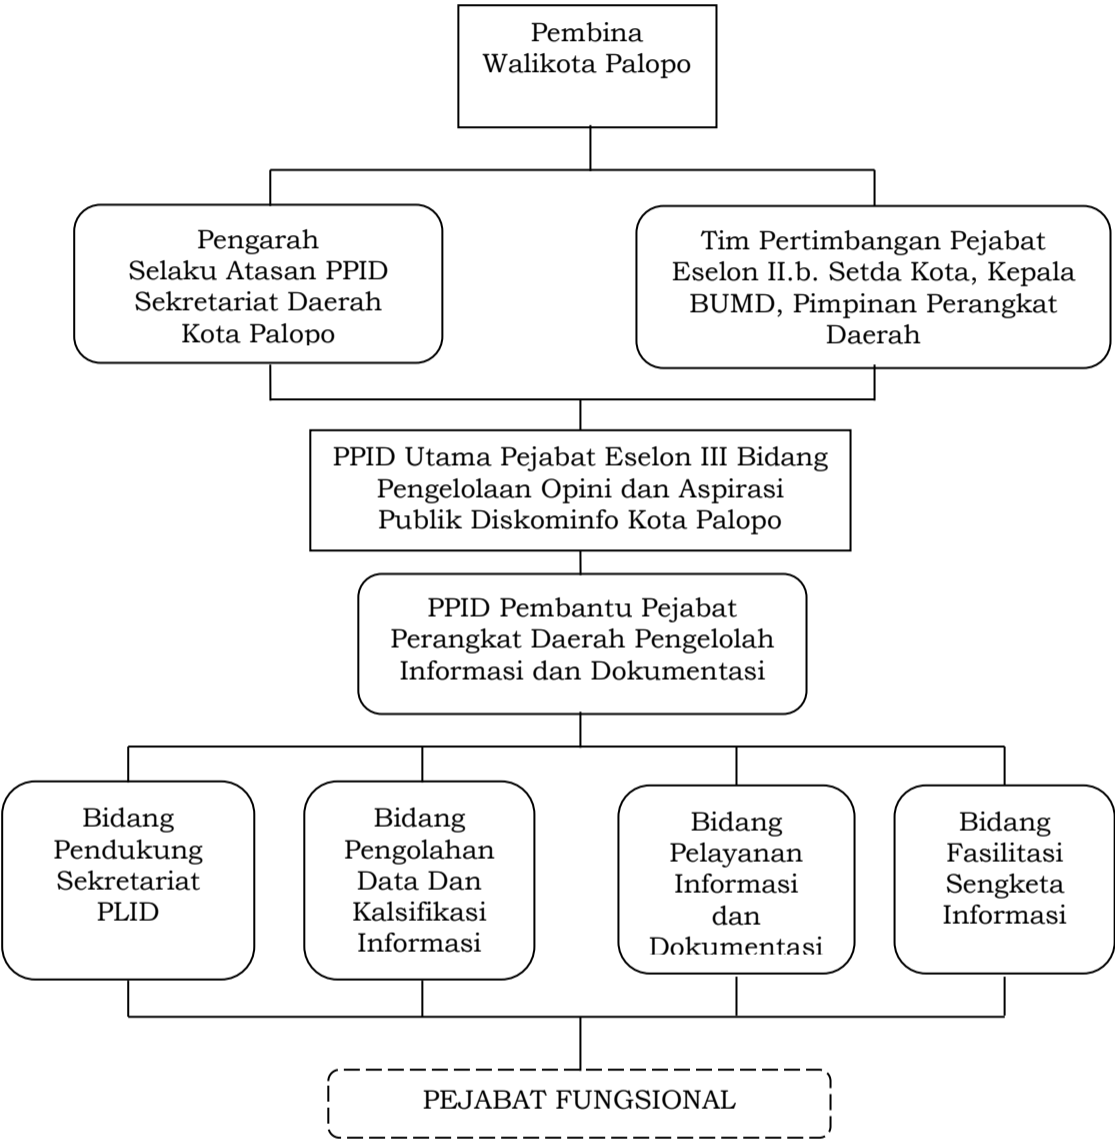 Pembina
Walikota Palopo
Pengarah
Selaku Atasan PPID
Sekretariat Daerah
Kota Palopo
Tim Pertimbangan Pejabat
Eselon II.b. Setda Kota, Kepala
BUMD, Pimpinan Perangkat
Daerah
PPID Utama Pejabat Eselon III Bidang
Pengelolaan Opini dan Aspirasi
Publik Diskominfo Kota Palopo
PPID Pembantu Pejabat
Perangkat Daerah Pengelolah
Informasi dan Dokumentasi
Bidang
Pendukung
Sekretariat
PLID
Bidang
Pengolahan
Data Dan
Kalsifikasi
Informasi
Bidang
Pelayanan
Informasi
dan
Dokumentasi
Bidang
Fasilitasi
Sengketa
Informasi
PEJABAT FUNGSIONAL